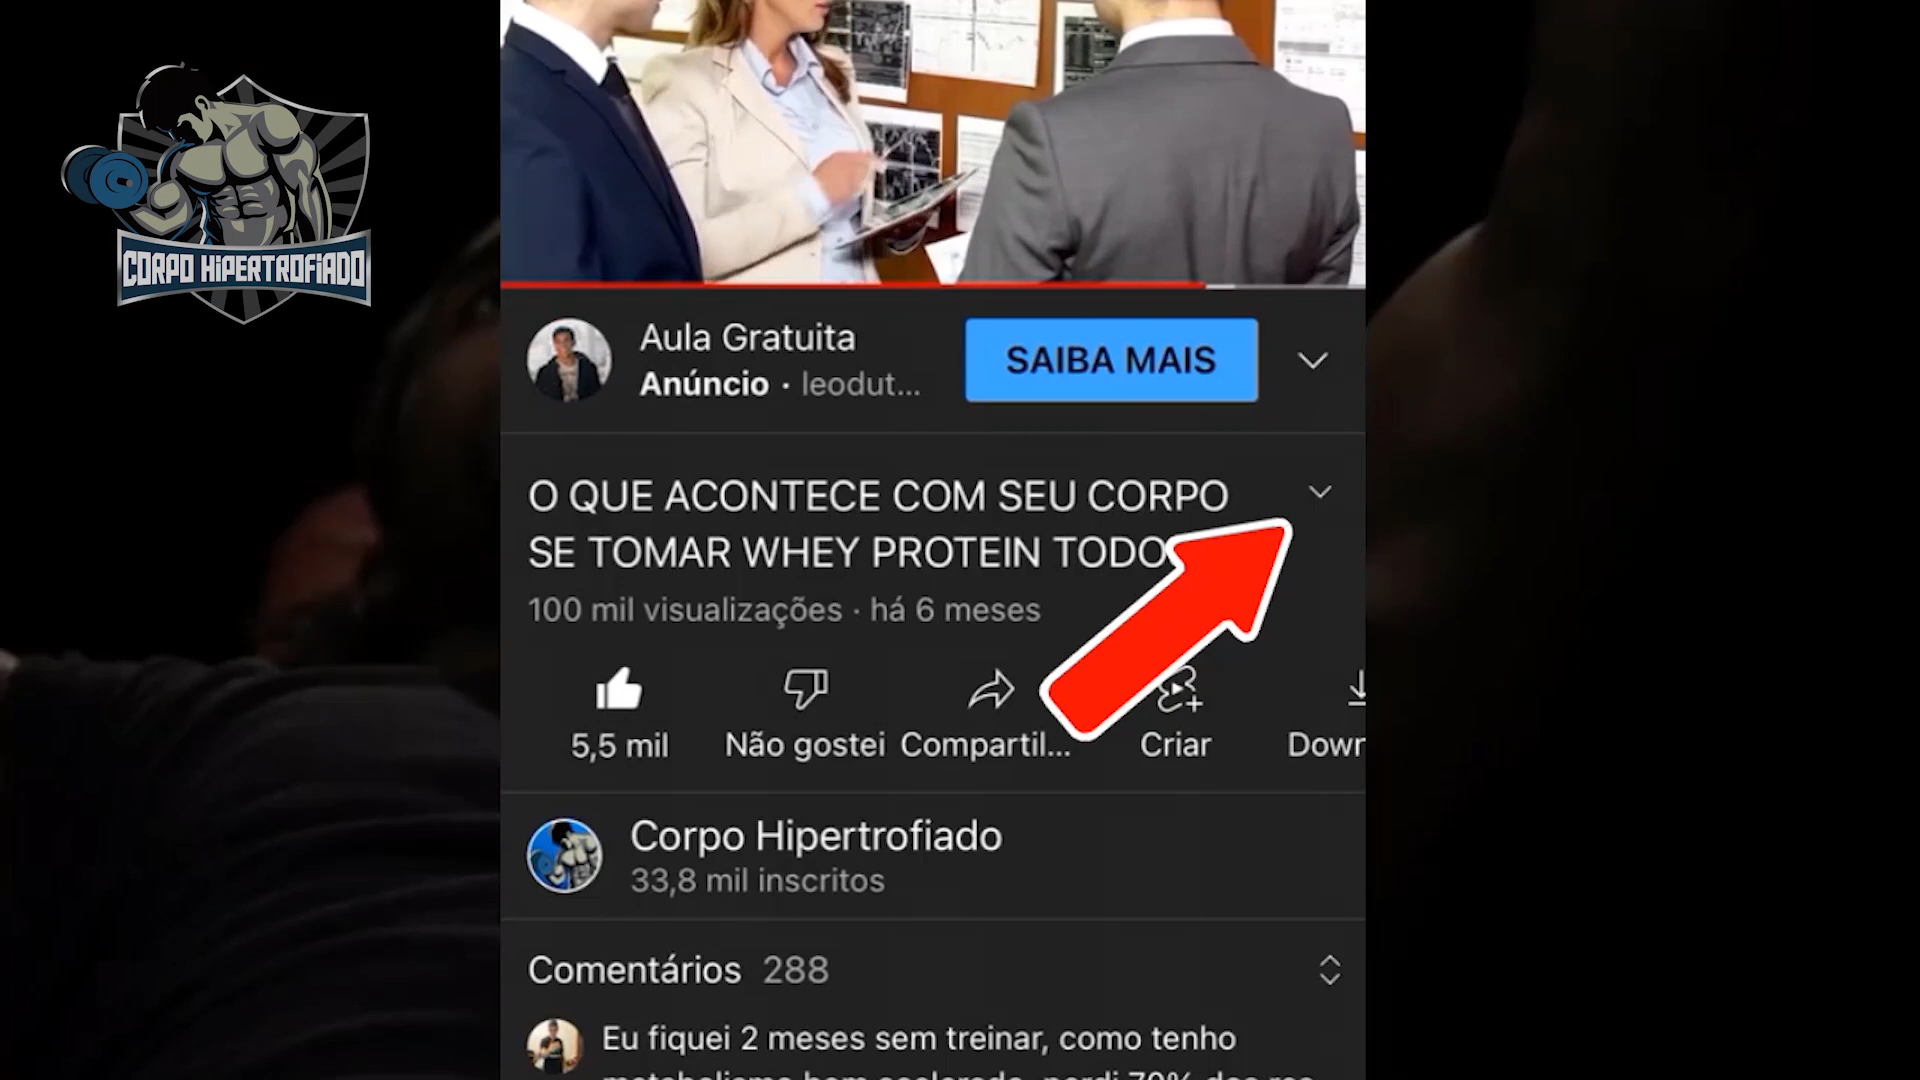 CORPO HIPERTROFIADO
Aula Gratuita
Anúncio · leodut...
SAIBA MAIS
O QUE ACONTECE COM SEU CORPO
SE TOMAR WHEY PROTEIN TODO
100 mil visualizações · há 6 meses
5,5 mil
Não gostei
Compartil...
Criar
Down
Corpo Hipertrofiado
33,8 mil inscritos
Comentários 288
Eu fiquei 2 meses sem treinar, como tenho